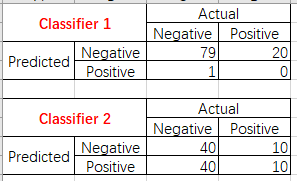 Classifier 1 Actual
Negative Positive
Predicted Negative 79 20
Positive 1 0
Classifier 2 Actual
Negative Positive
Predicted Negative 40 10
Positive 40 10